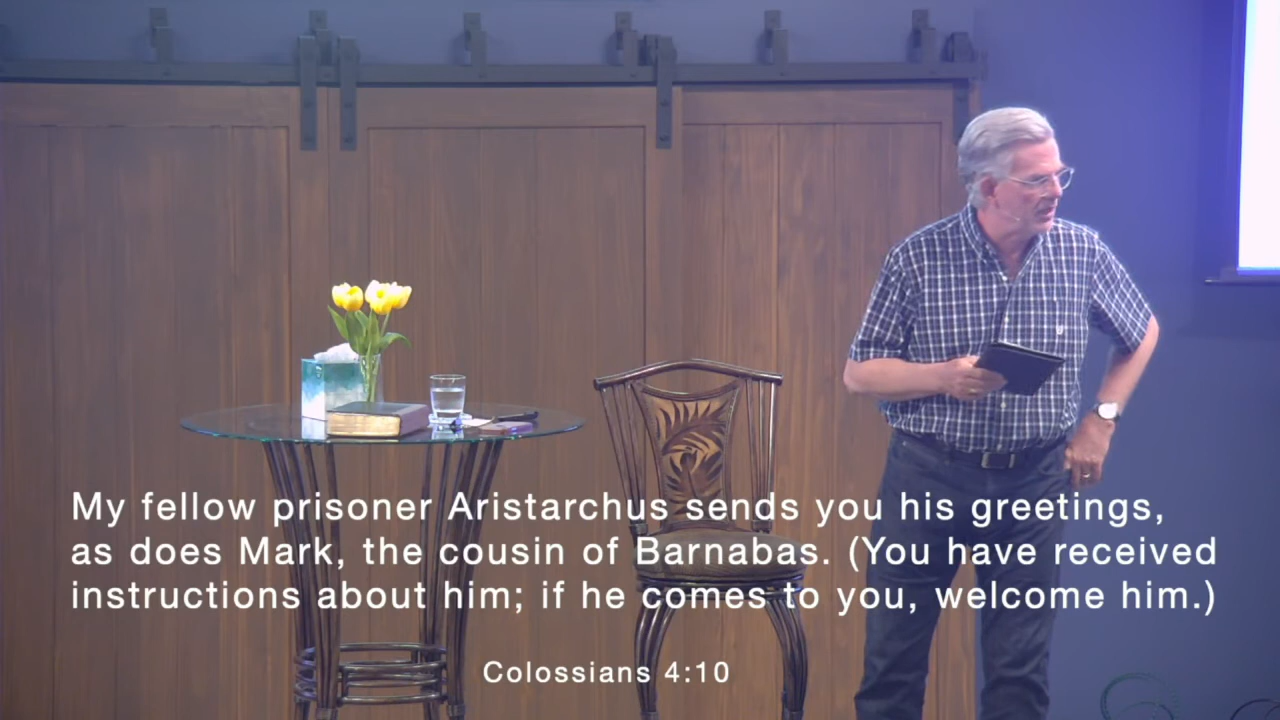 My fellow prisoner Aristarchus sends you his greetings,
as does Mark, the cousin of Barnabas. (You have received
instructions about him; if he comes to you, welcome him.)
Colossians 4:10